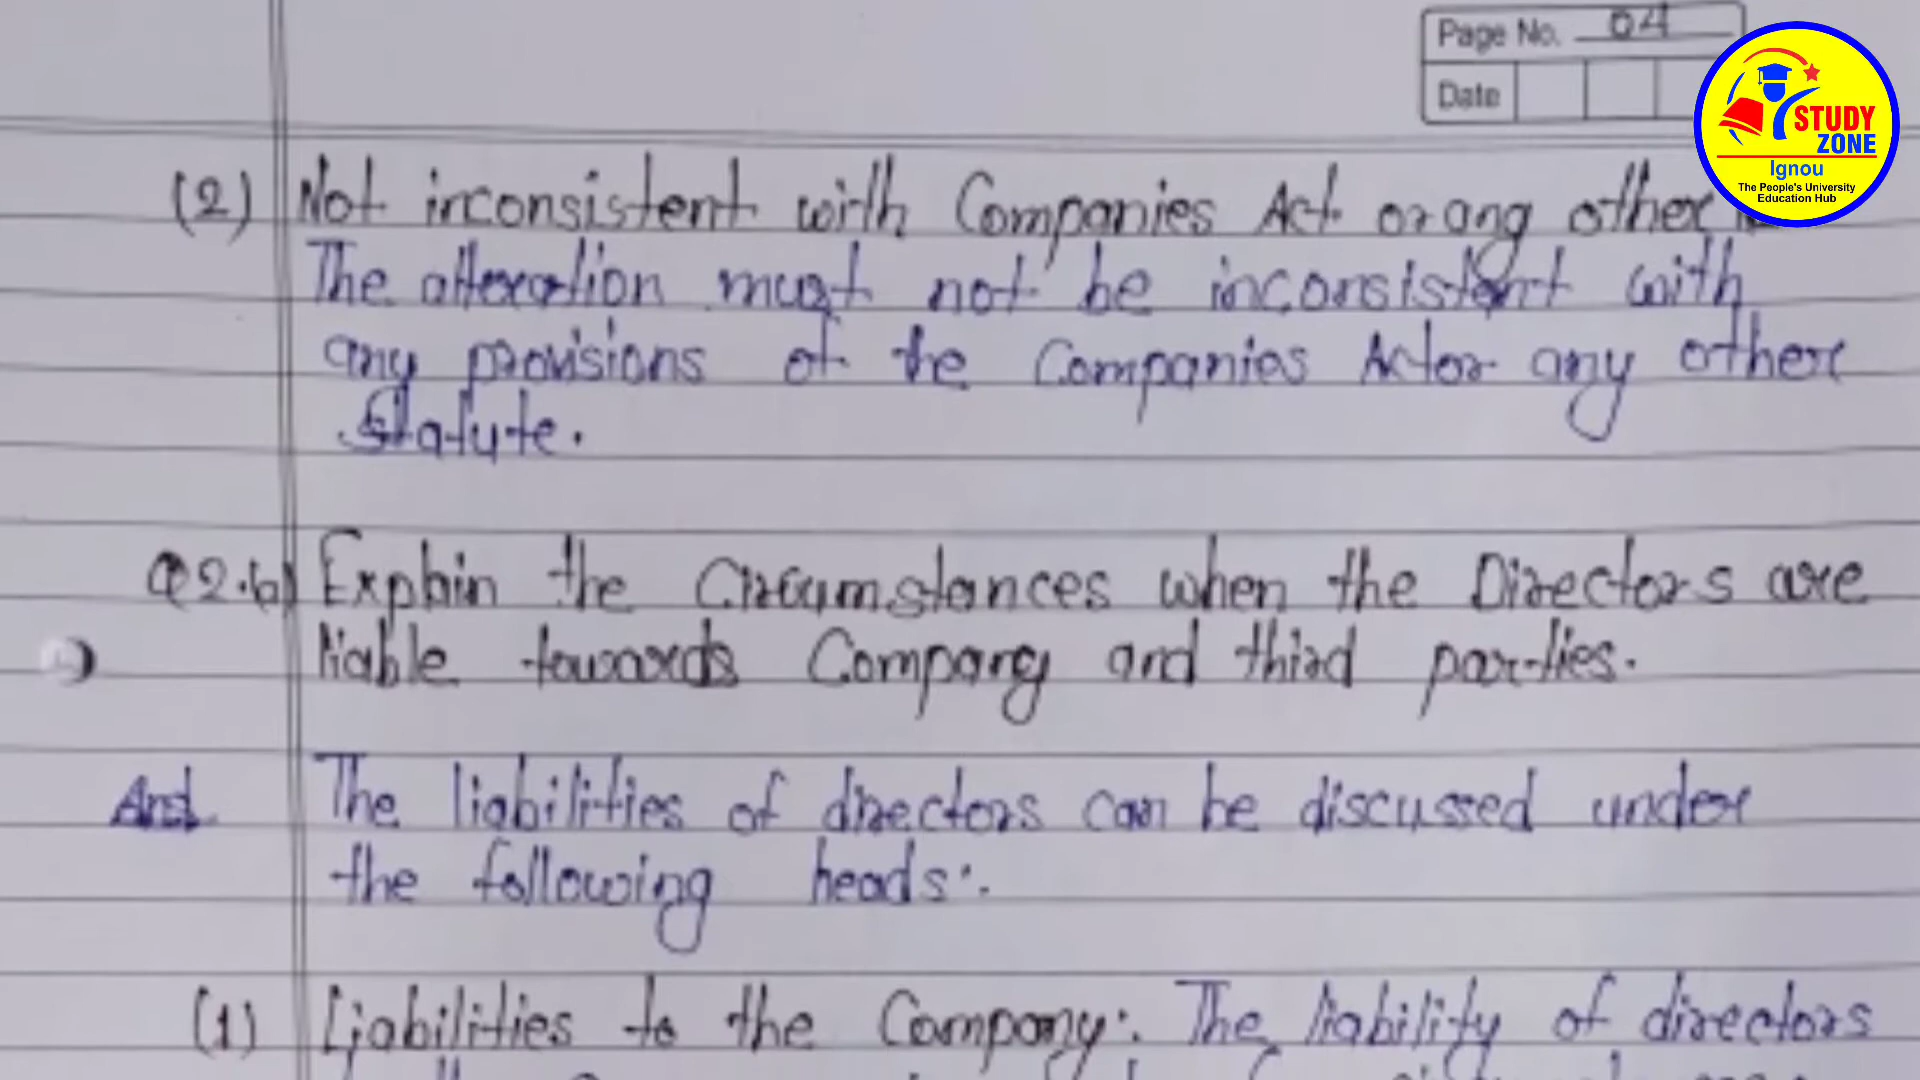 Page No. 04
Date
STUDY
ZONE
Ignou
The People's University
Education Hub
(2) Not inconsistent with Companies Act or any other
The alteration must not be inconsistent with
any provisions of the Companies Act or any other
Statute.
Q2.b) Explain the Circumstances when the Directors are
liable towards Company and third parties.
Ans The liabilities of directors can be discussed under
the following heads:.
(1) Liabilities to the Company:. The liability of directors